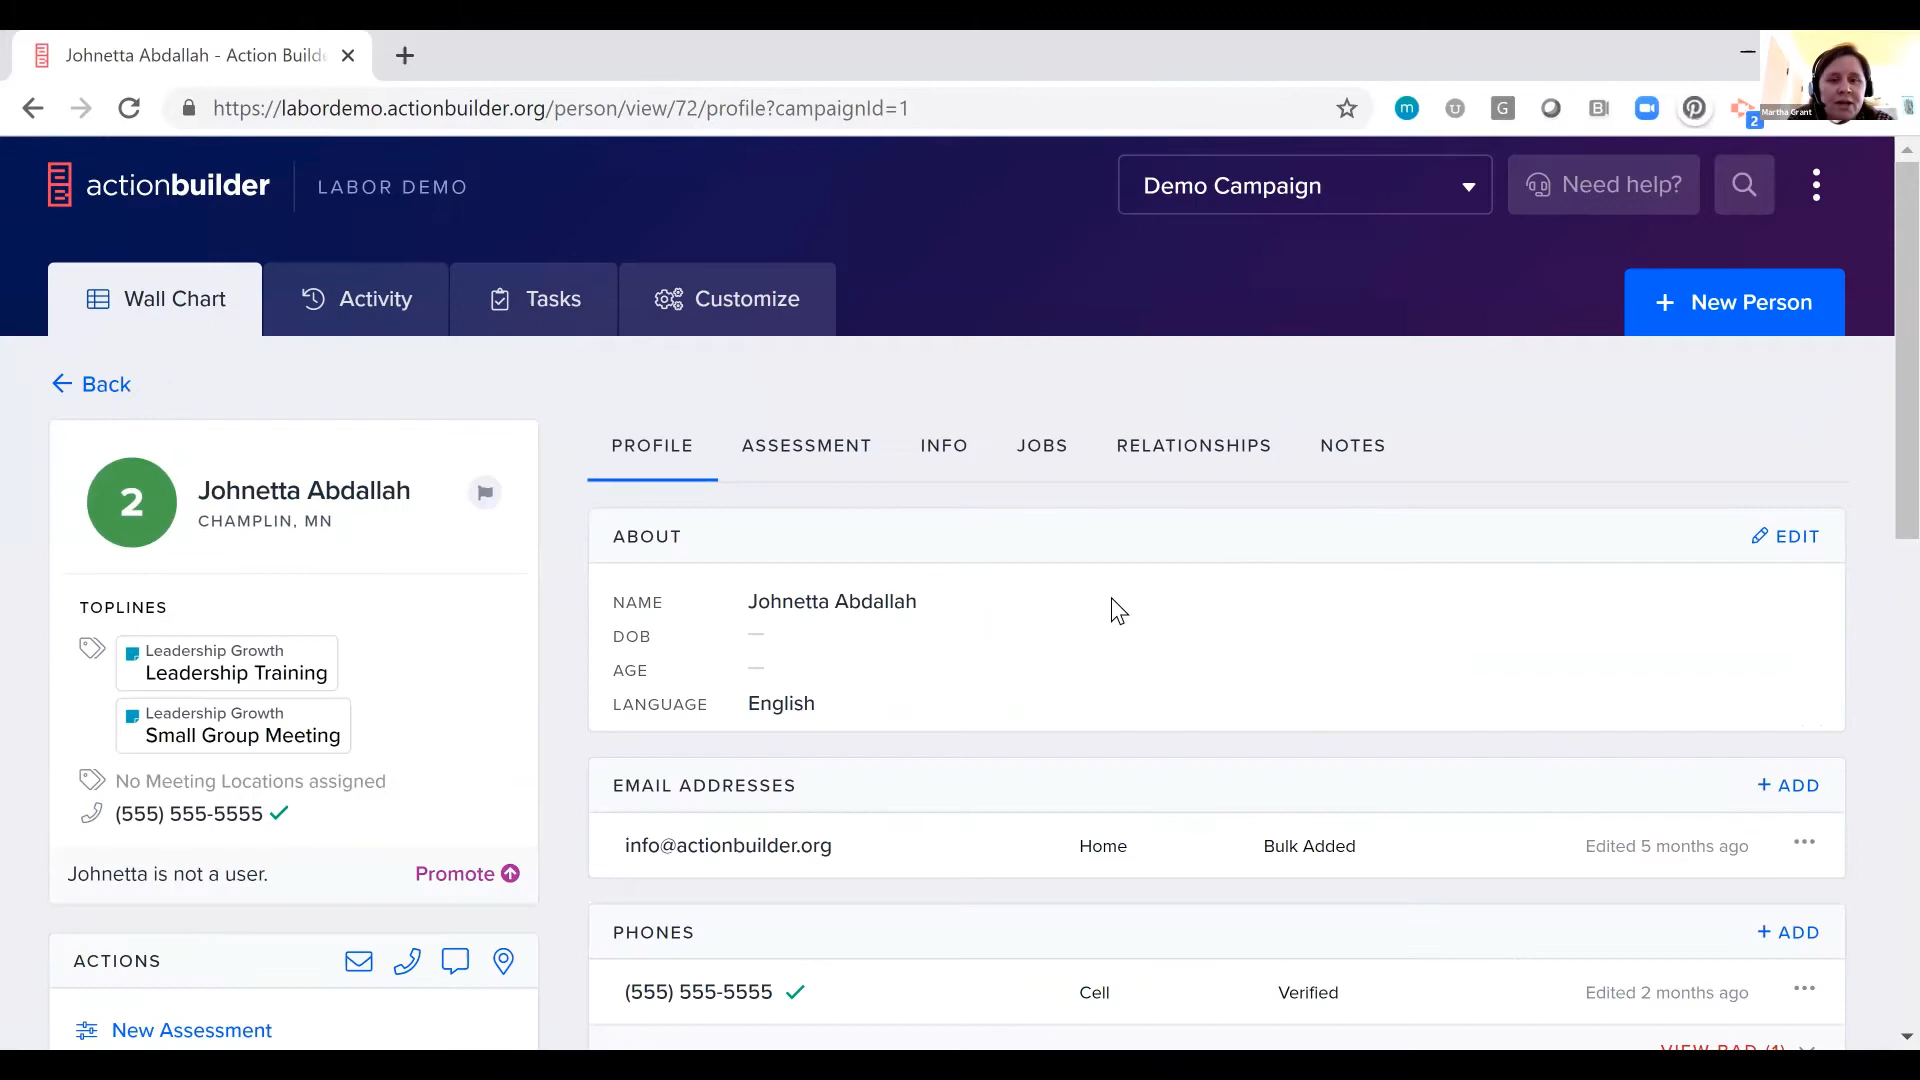 Johnetta Abdallah - Action Builde
https://labordemo.actionbuilder.org/person/view/72/profile?campaignId=1
m
G
B
2
Martha Grant
actionbuilder
LABOR DEMO
Demo Campaign
Need help?
Wall Chart
Activity
Tasks
Customize
+ New Person
Back
2
Johnetta Abdallah
CHAMPLIN, MN
TOPLINES
Leadership Growth
Leadership Training
Leadership Growth
Small Group Meeting
No Meeting Locations assigned
(555) 555-5555
Johnetta is not a user.
Promote
ACTIONS
New Assessment
PROFILE
ASSESSMENT
INFO
JOBS
RELATIONSHIPS
NOTES
ABOUT
EDIT
NAME Johnetta Abdallah
DOB —
AGE —
LANGUAGE English
EMAIL ADDRESSES
+ ADD
info@actionbuilder.org Home Bulk Added Edited 5 months ago
PHONES
+ ADD
(555) 555-5555 Cell Verified Edited 2 months ago
VIEW BAD (1)